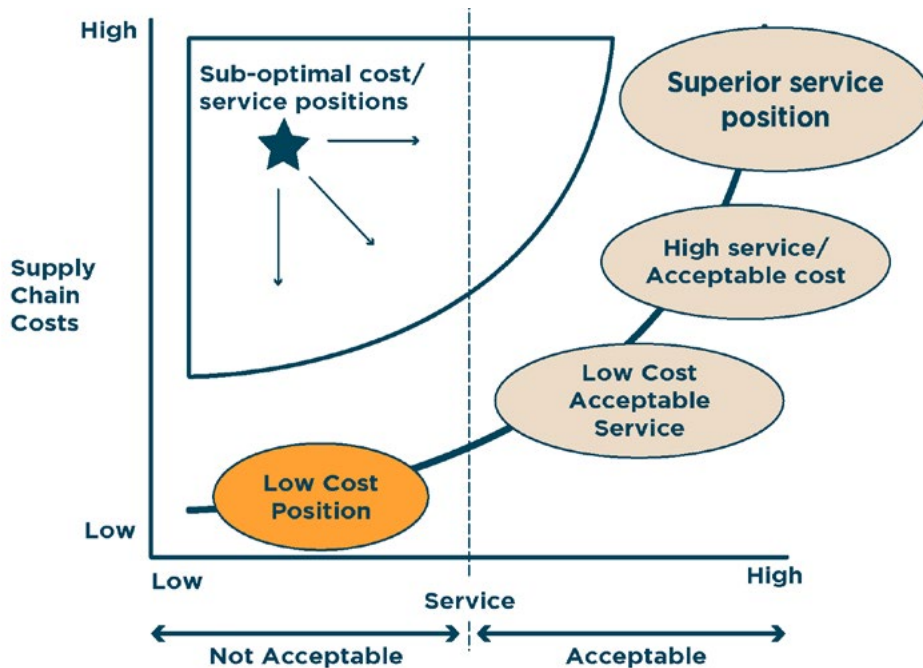 High
Sub-optimal cost/
service positions
Superior service
position
High service/
Acceptable cost
Supply
Chain
Costs
Low Cost
Acceptable
Service
Low Cost
Position
Low
Low
High
Service
Not Acceptable
Acceptable